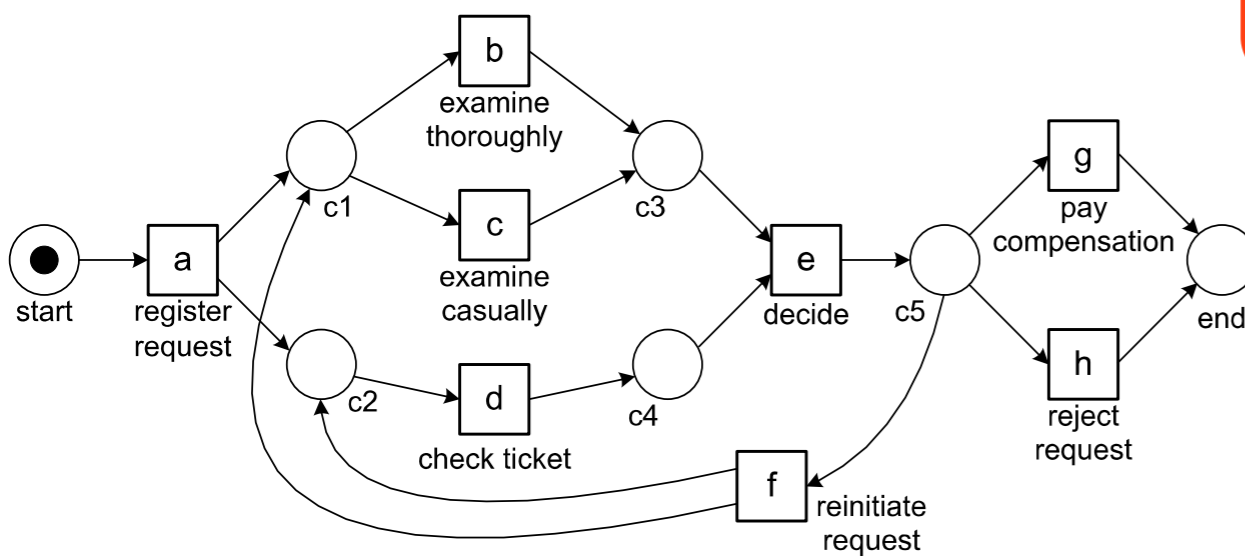 b
examine
thoroughly
c1
c3
c
examine
casually
start
a
register
request
c2
d
check ticket
c4
e
decide
c5
g
pay
compensation
h
reject
request
end
f
reinitiate
request